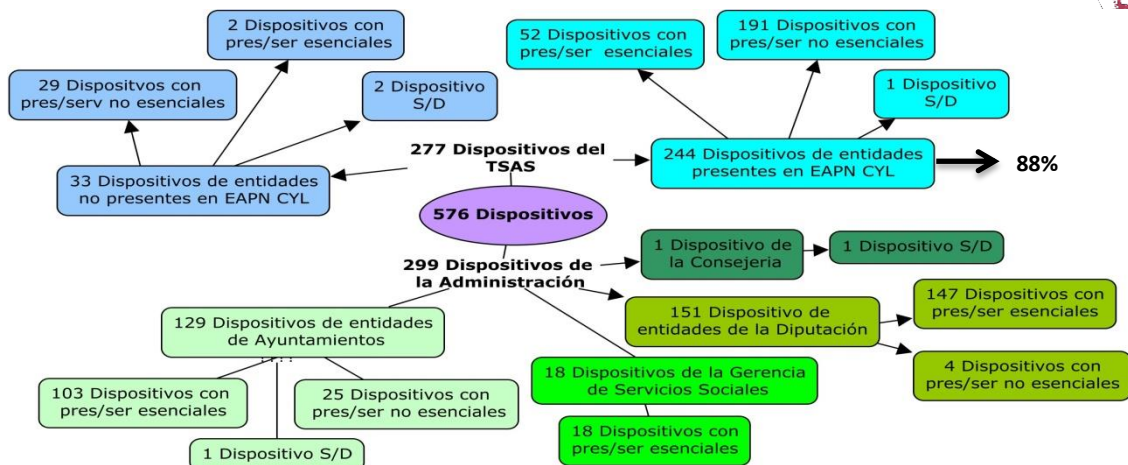 2 Dispositivos con
pres/ser esenciales
29 Dispositvos con
pres/serv no esenciales
2 Dispositivo
S/D
33 Dispositivos de entidades
no presentes en EAPN CYL
52 Dispositivos con
pres/ser esenciales
191 Dispositivos con
pres/ser no esenciales
1 Dispositivo
S/D
277 Dispositivos del
TSAS
244 Dispositivos de entidades
presentes en EAPN CYL
88%
576 Dispositivos
299 Dispositivos de
la Administración
1 Dispositivo de
la Consejeria
1 Dispositivo S/D
151 Dispositivo de
entidades de la Diputación
147 Dispositivos con
pres/ser esenciales
4 Dispositivos con
pres/ser no esenciales
129 Dispositivos de entidades
de Ayuntamientos
????
103 Dispositivos con
pres/ser esenciales
25 Dispositivos con
pres/ser no esenciales
1 Dispositivo S/D
18 Dispositivos de la Gerencia
de Servicios Sociales
18 Dispositivos con
pres/ser esenciales